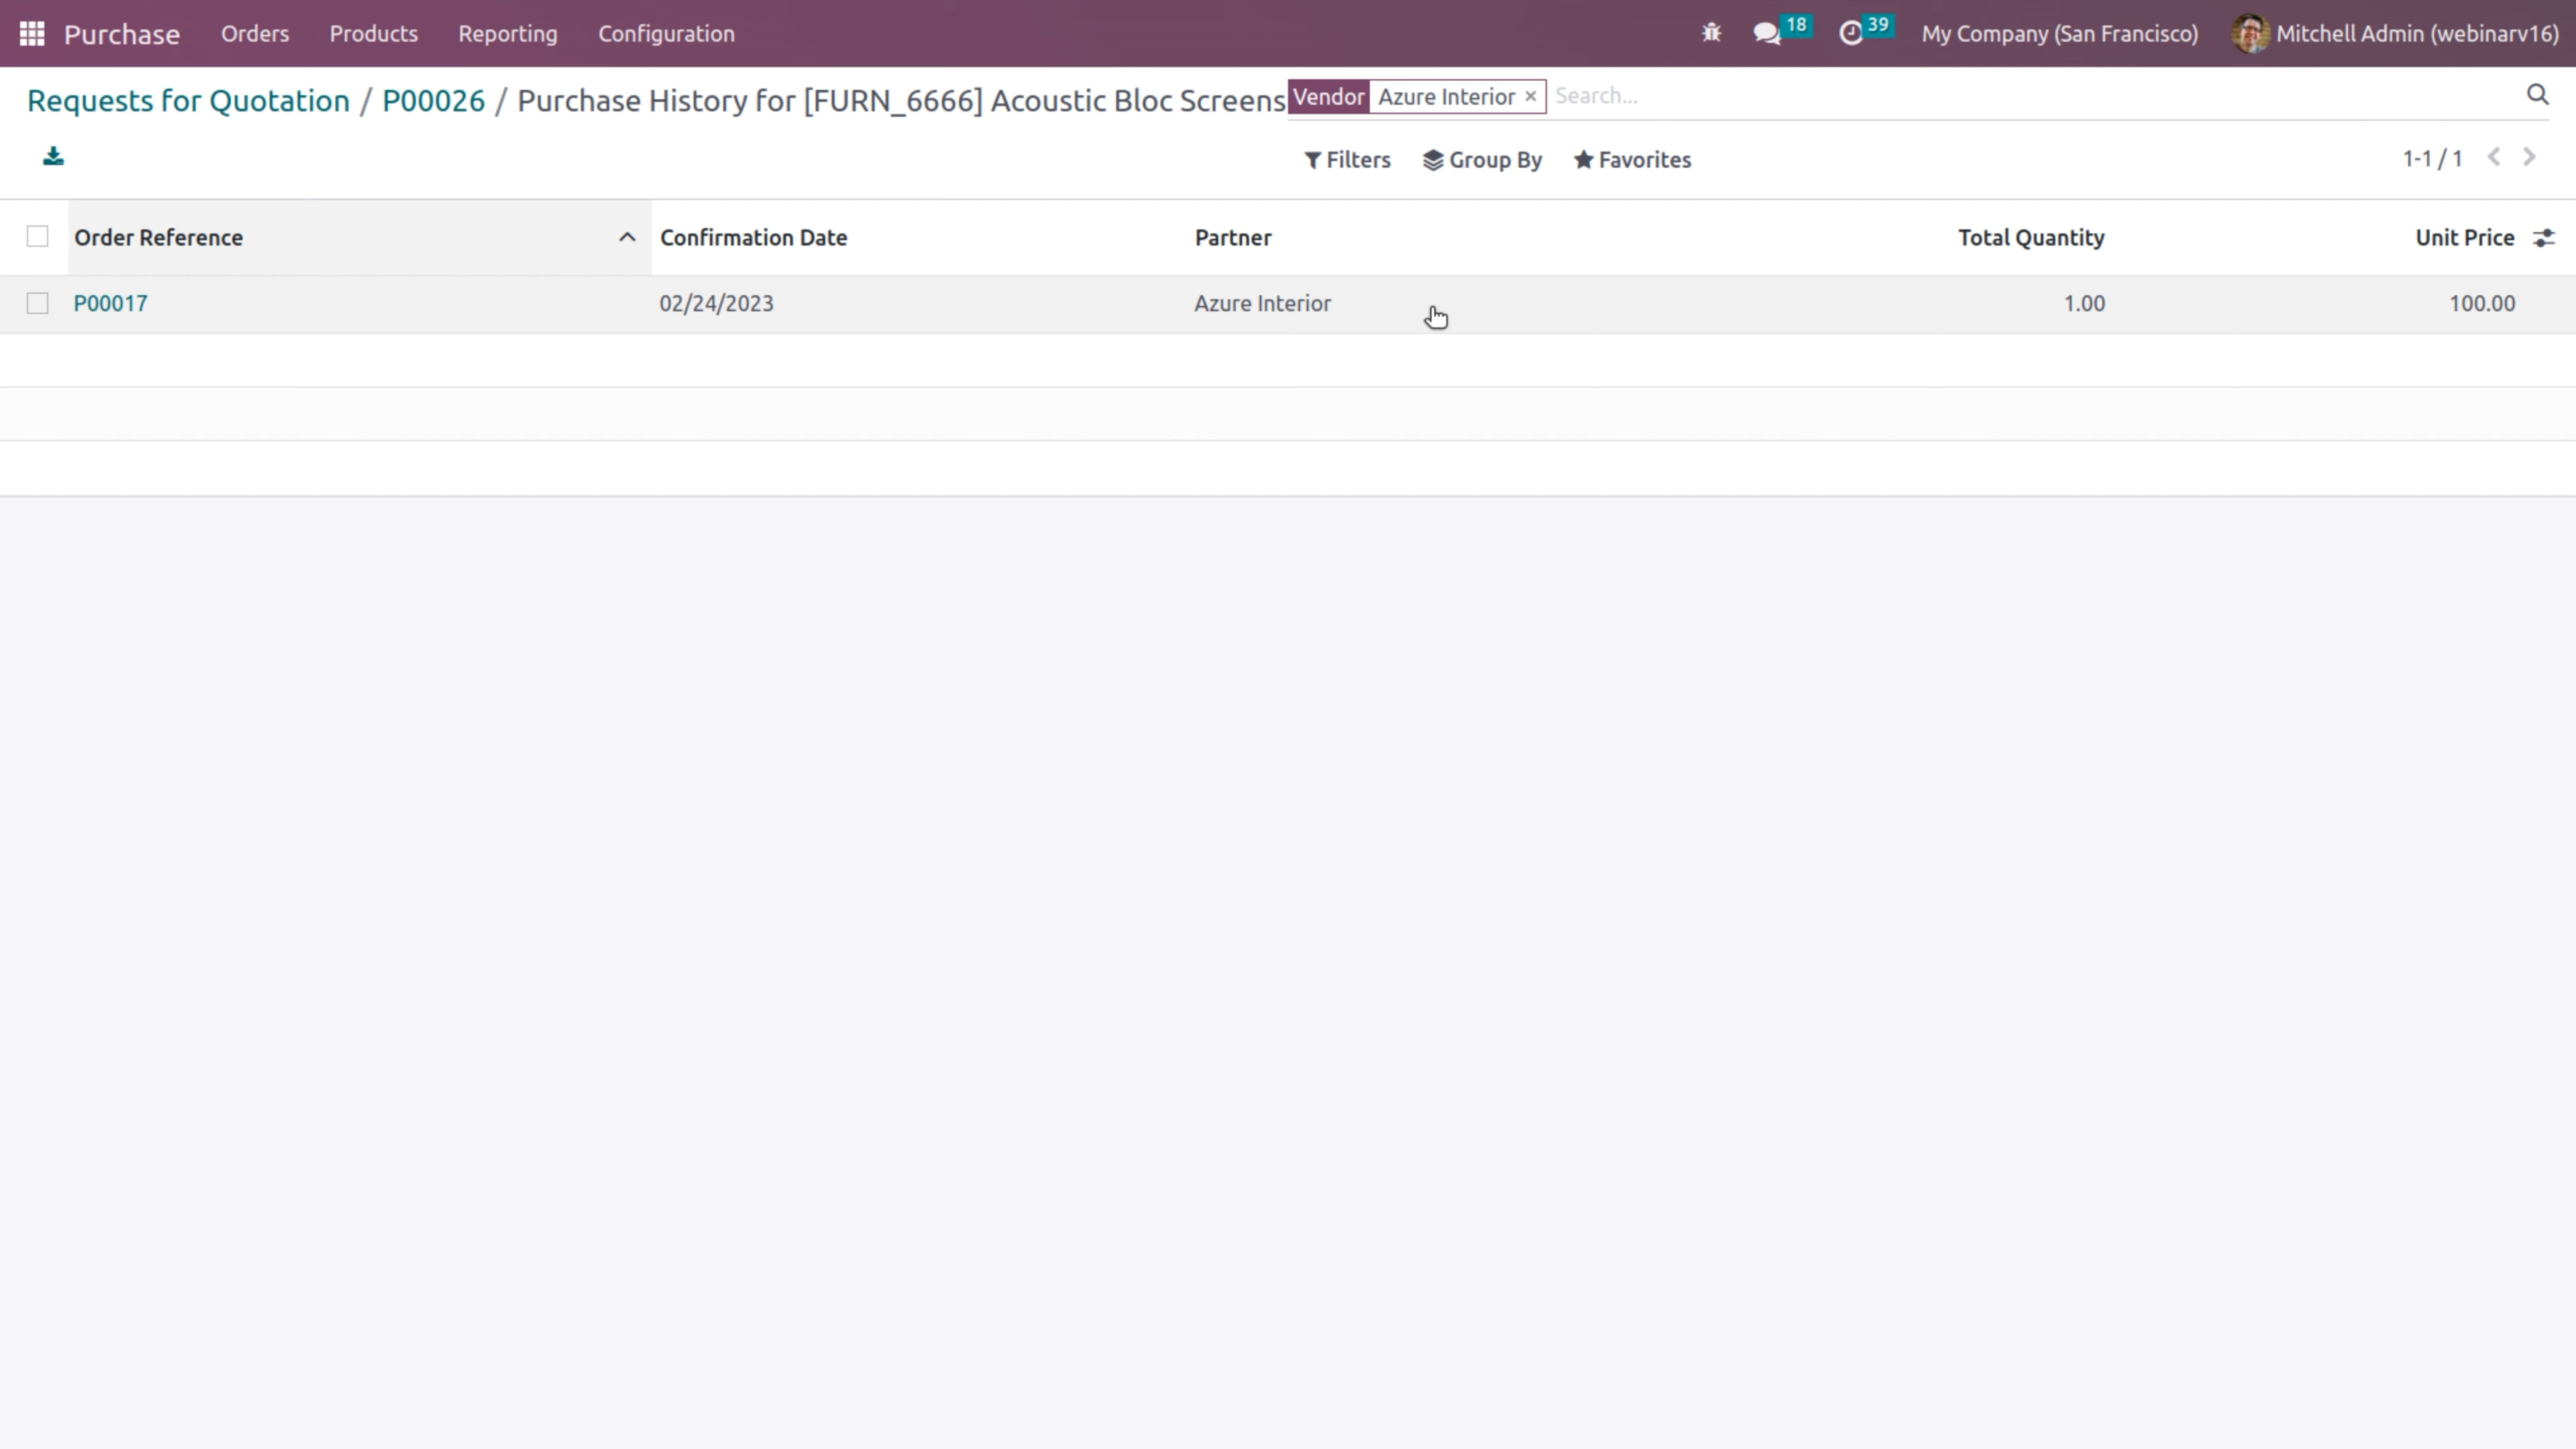 Purchase Orders Products Reporting Configuration 18 39 My Company (San Francisco) Mitchell Admin (webinarv16)
Requests for Quotation / P00026 / Purchase History for [FURN_6666] Acoustic Bloc Screens Vendor Azure Interior × Search...
Filters Group By Favorites 1-1 / 1
Order Reference Confirmation Date Partner Total Quantity Unit Price
P00017 02/24/2023 Azure Interior 1.00 100.00